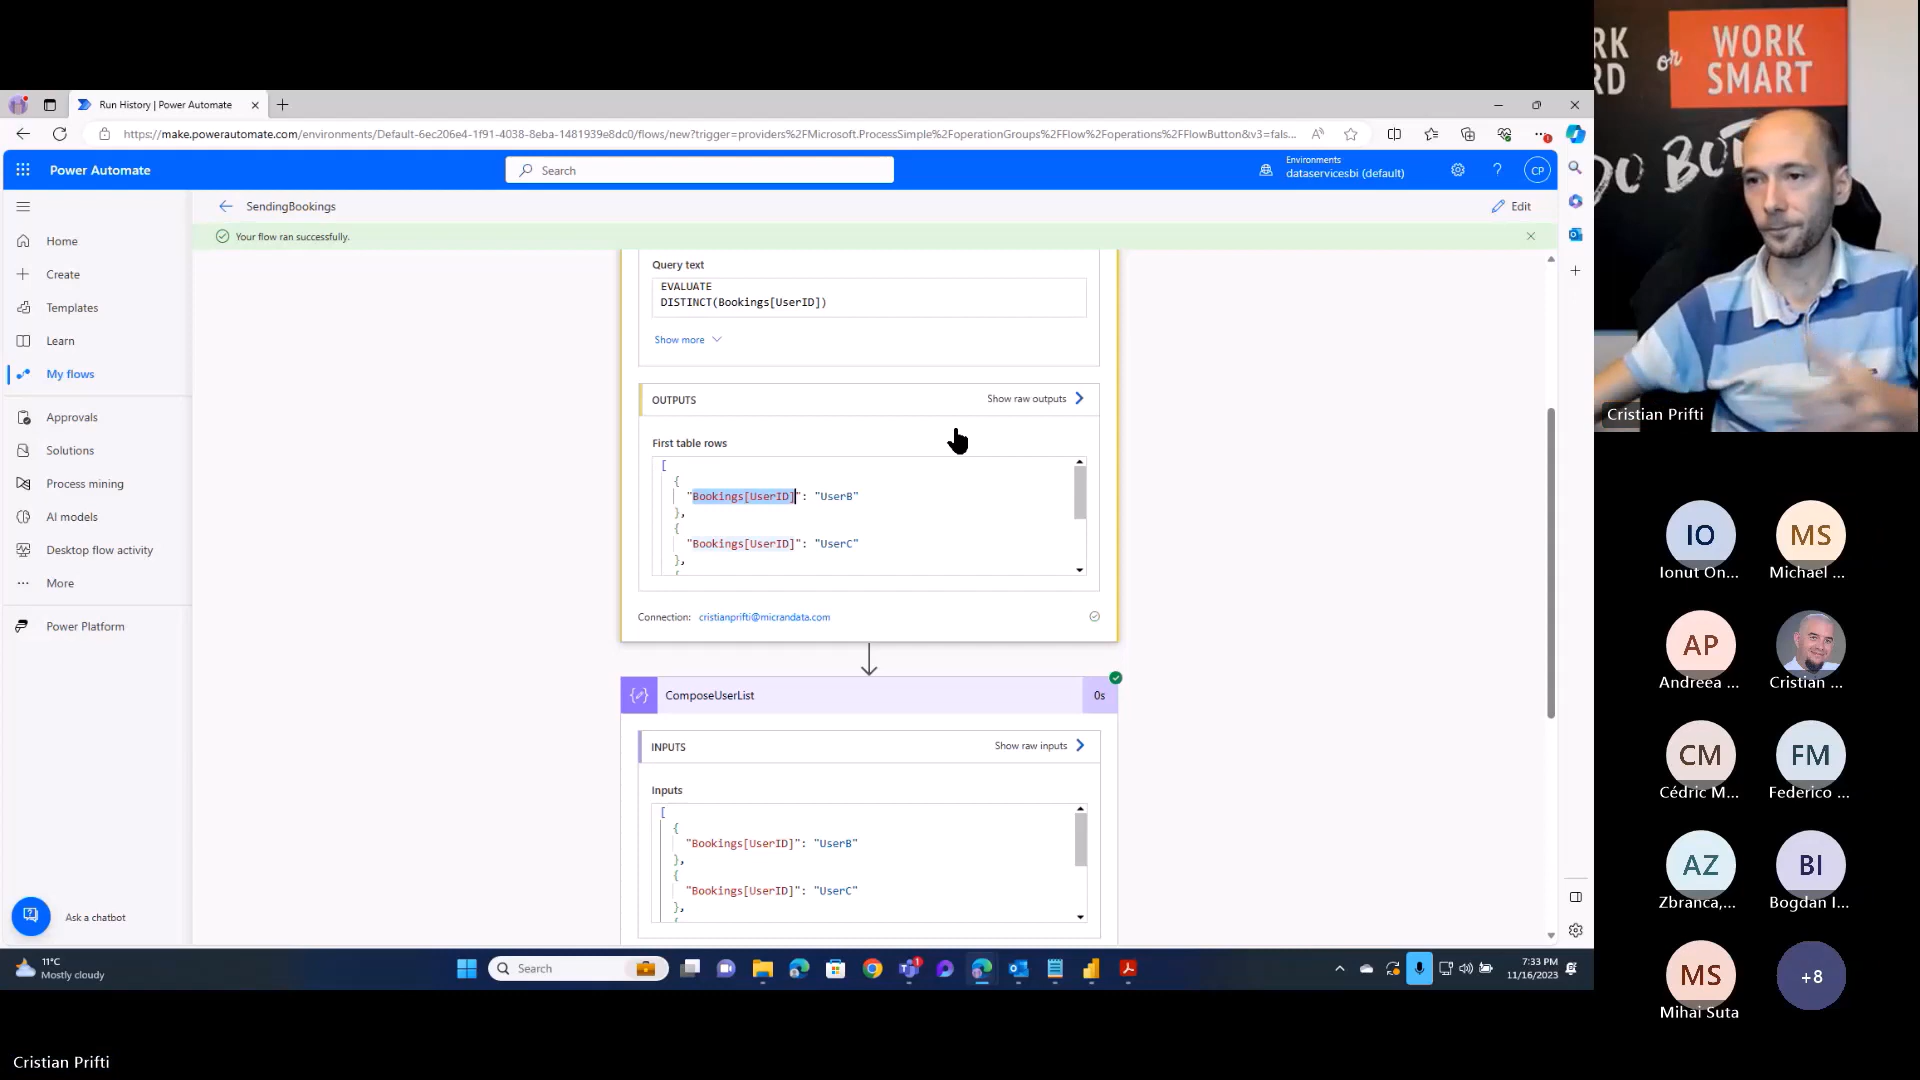 Run History | Power Automate
https://make.powerautomate.com/environments/Default-6ec206e4-1f91-4038-8eba-1481939e8dc0/flows/new?trigger=providers%2FMicrosoft.ProcessSimple%2FoperationGroups%2FFlow%2Foperations%2FFlowButton&v3=fals...
Power Automate
Search
Environments
dataservicesbi (default)
CP
SendingBookings
Edit
Your flow ran successfully.
Home
Create
Templates
Learn
My flows
Approvals
Solutions
Process mining
AI models
Desktop flow activity
More
Power Platform
Ask a chatbot
Query text
EVALUATE
DISTINCT(Bookings[UserID])
Show more
OUTPUTS
Show raw outputs
First table rows
[
{
"Bookings[UserID]": "UserB"
},
{
"Bookings[UserID]": "UserC"
},
{
Connection: cristianprifti@micrandata.com
ComposeUserList
0s
INPUTS
Show raw inputs
Inputs
[
{
"Bookings[UserID]": "UserB"
},
{
"Bookings[UserID]": "UserC"
},
{
11°C
Mostly cloudy
Search
1
7:33 PM
11/16/2023
RK
RD
or
WORK
SMART
DO BOT
Cristian Prifti
IO
Ionut On...
MS
Michael ...
AP
Andreea ...
Cristian ...
CM
Cédric M...
FM
Federico ...
AZ
Zbranca,...
BI
Bogdan I...
MS
Mihai Suta
+8
Cristian Prifti